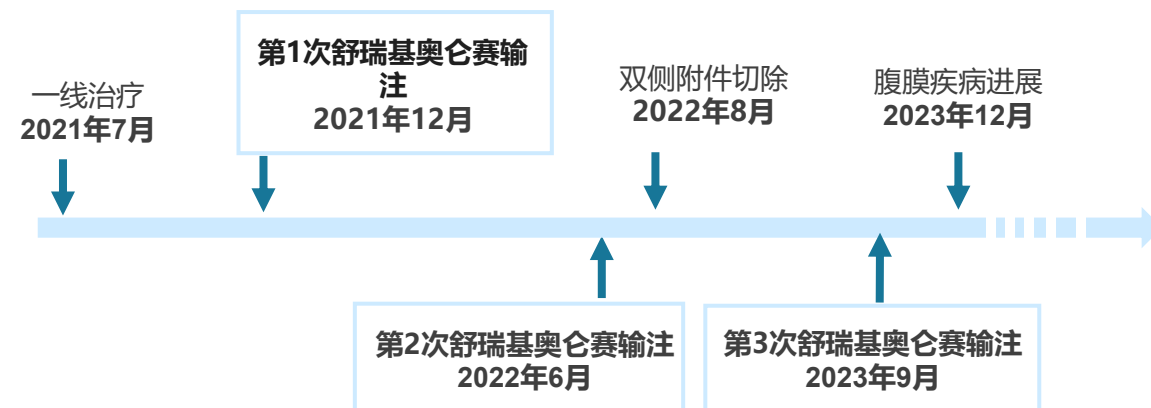 一线治疗
2021年7月
第1次舒瑞基奥仑赛输
注
2021年12月
双侧附件切除
2022年8月
腹膜疾病进展
2023年12月
第2次舒瑞基奥仑赛输注
2022年6月
第3次舒瑞基奥仑赛输注
2023年9月